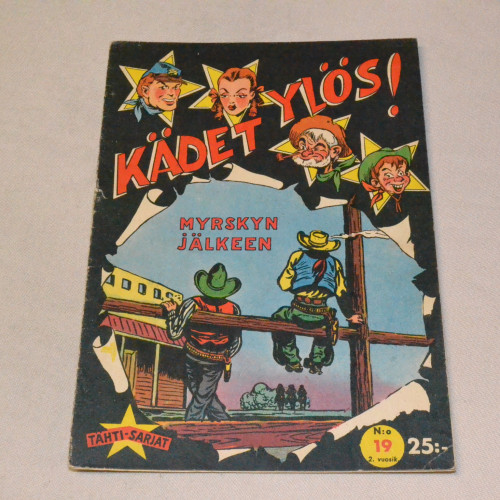 KÄDET YLÖS!
MYRSKYN
JÄLKEEN
TÄHTI-SARJAT
N:o
19
2. vuosik.
25:-